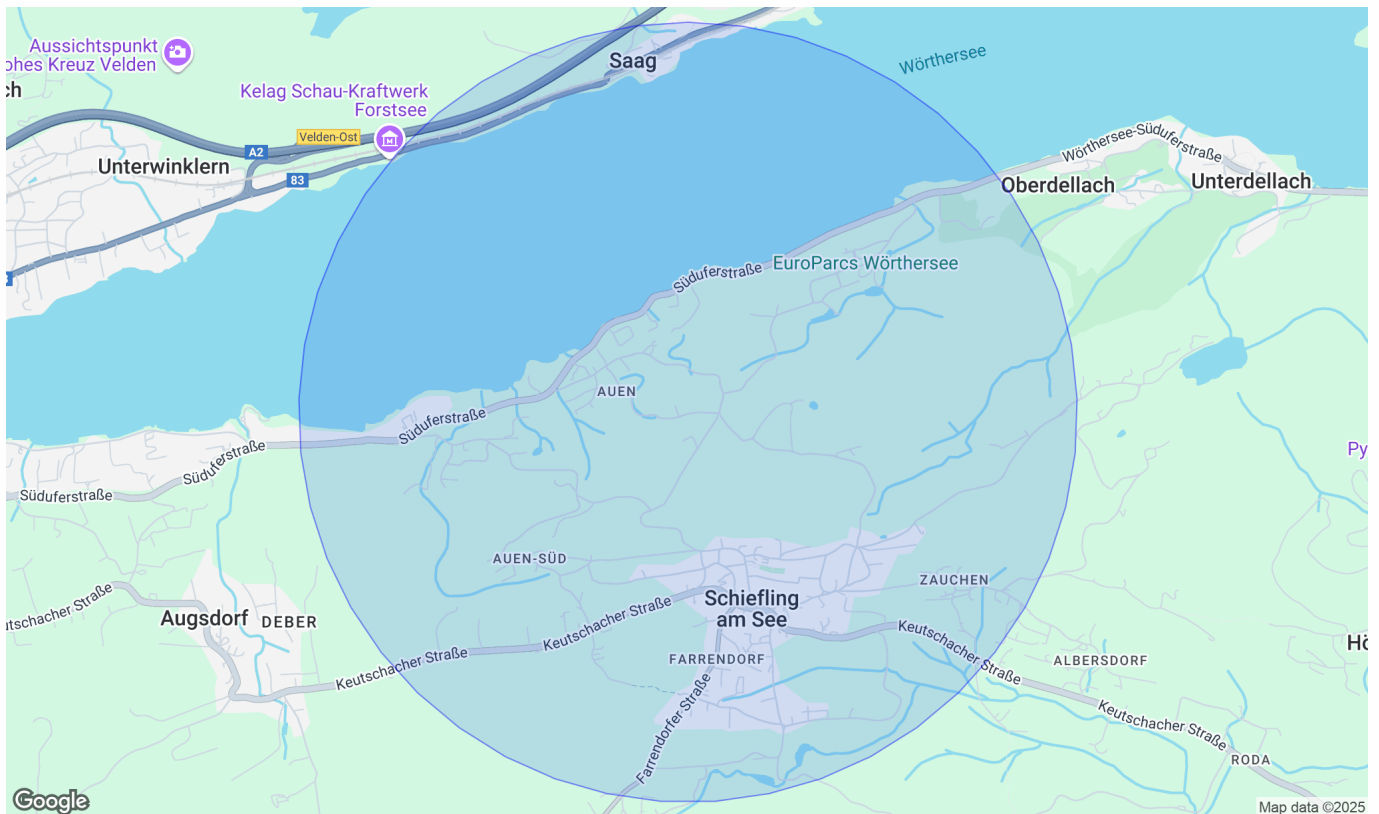 Aussichtspunkt
ohes Kreuz Velden
ch
Saag
Wörthersee
Kelag Schau-Kraftwerk
Forstsee
Velden-Ost
A2
Unterwinklern
83
Wörthersee-Süduferstraße
Oberdellach
Unterdellach
EuroParcs Wörthersee
Süduferstraße
AUEN
Süduferstraße
Süduferstraße
Süduferstraße
Py
AUEN-SÜD
ZAUCHEN
utschacher Straße
Keutschacher Straße
Schiefling
am See
Augsdorf
DEBER
Keutschacher Straße
Keutschacher Straße
FARRENDORF
ALBERSDORF
Hö
Farrendorfer Straße
Keutschacher Straße
RODA
Google
Map data ©2025